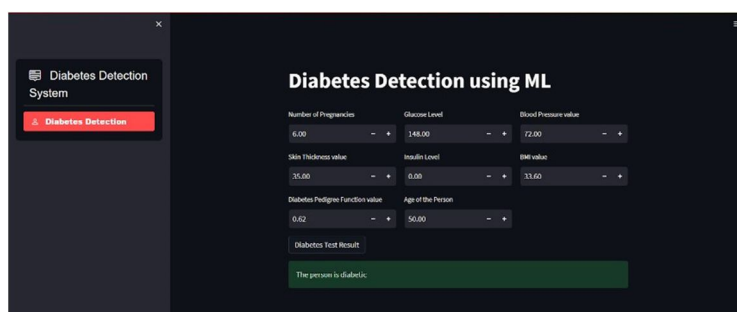 Diabetes Detection
System
Diabetes Detection
Diabetes Detection using ML
Number of Pregnancies Glucose Level Blood Pressure value
6.00 - + 148.00 - + 72.00 - +
Skin Thickness value Insulin Level BMI value
35.00 - + 0.00 - + 33.60 - +
Diabetes Pedigree Function value Age of the Person
0.62 - + 50.00 - +
Diabetes Test Result
The person is diabetic